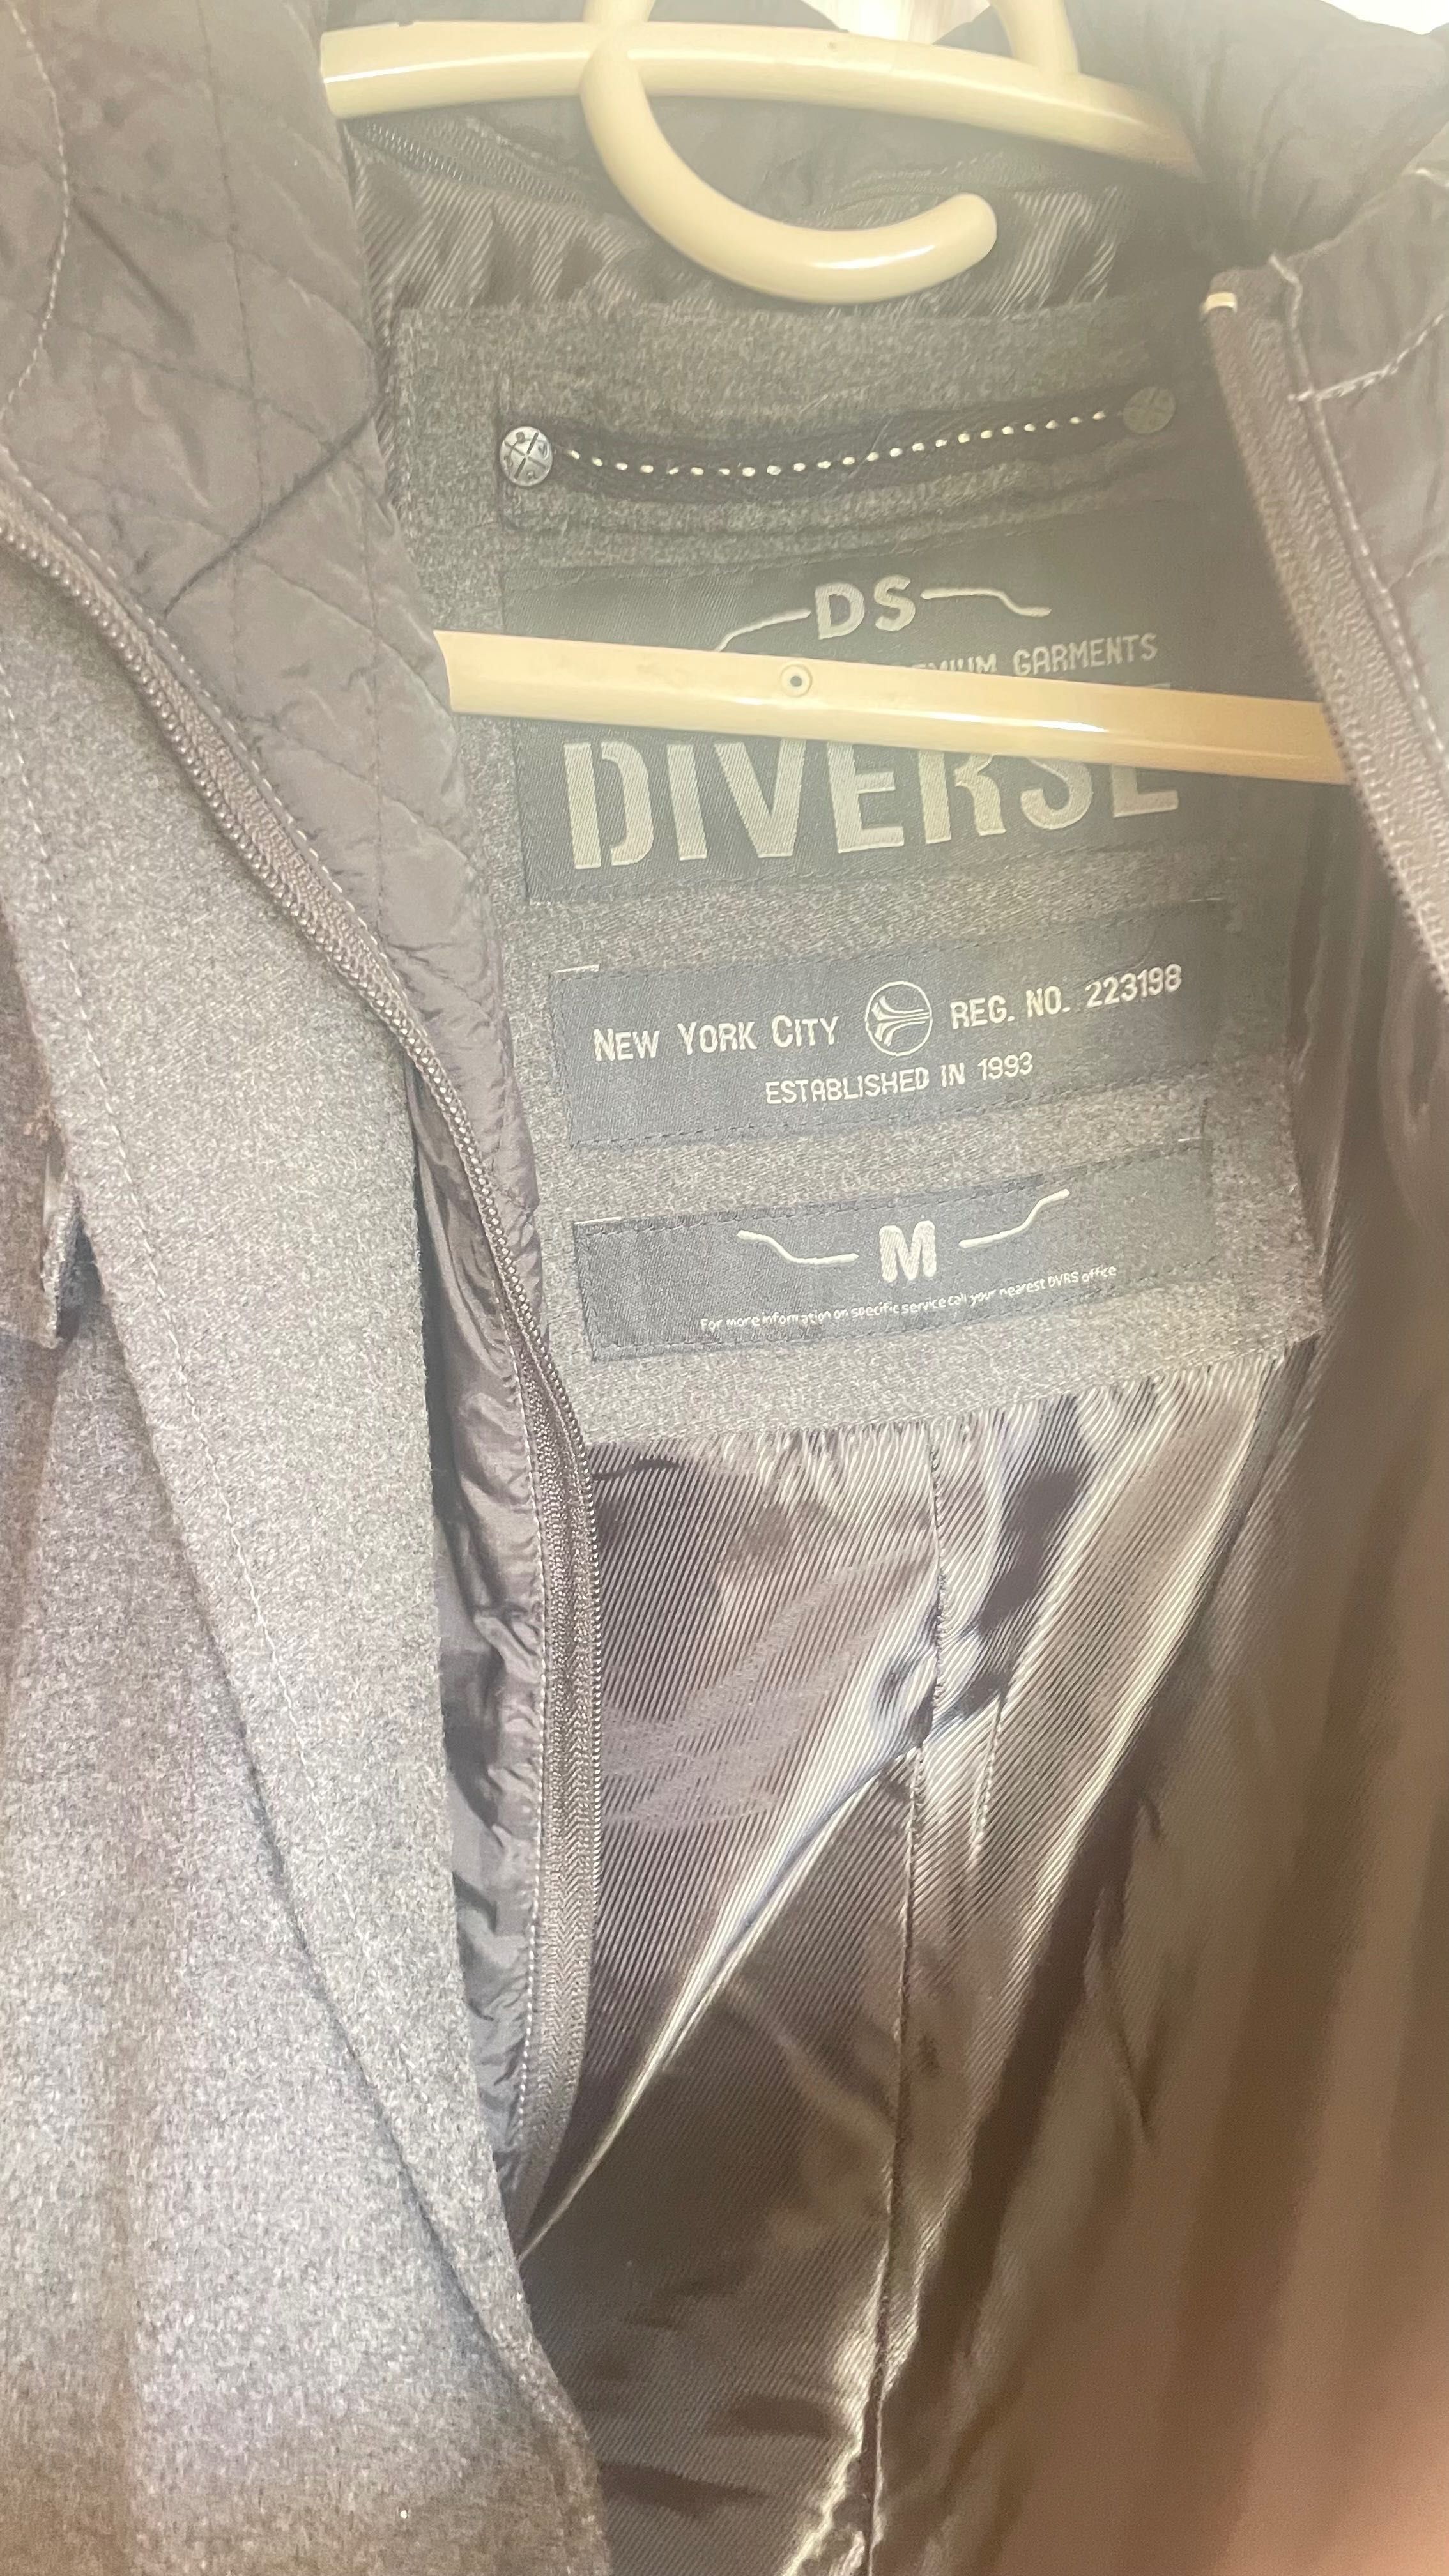 DS
PREMIUM GARMENTS
DIVERSE
NEW YORK CITY REG. NO. 223198
ESTABLISHED IN 1993
M
For more information on specific service call your nearest DVRS office